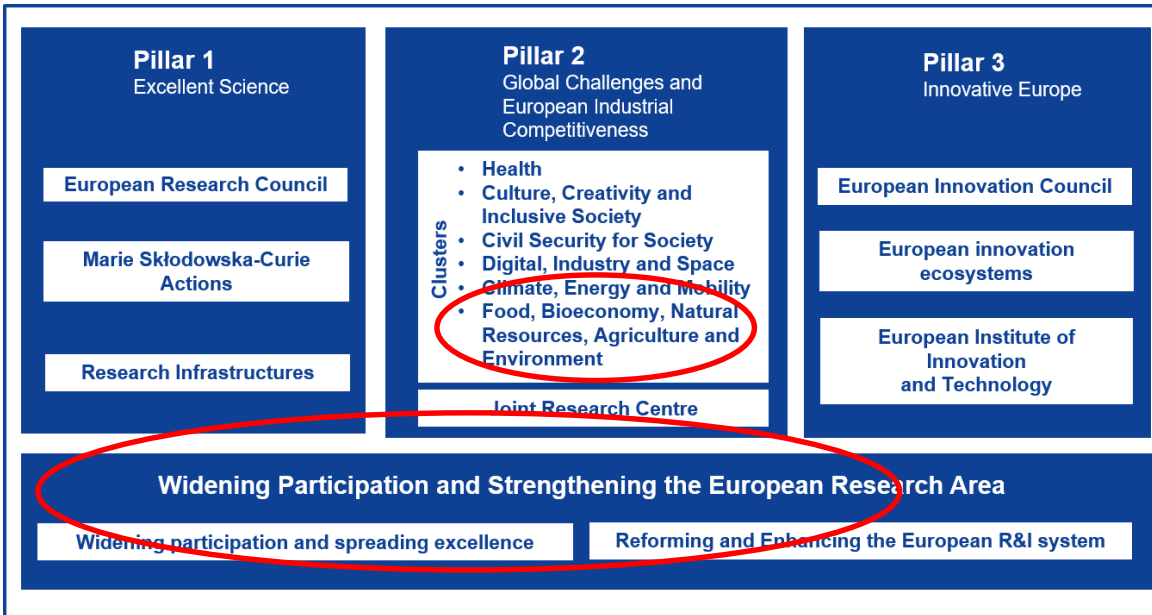 Pillar 1
Excellent Science
European Research Council
Marie Skłodowska-Curie
Actions
Research Infrastructures
Pillar 2
Global Challenges and
European Industrial
Competitiveness
Clusters
• Health
• Culture, Creativity and
Inclusive Society
• Civil Security for Society
• Digital, Industry and Space
• Climate, Energy and Mobility
• Food, Bioeconomy, Natural
Resources, Agriculture and
Environment
Joint Research Centre
Pillar 3
Innovative Europe
European Innovation Council
European innovation
ecosystems
European Institute of
Innovation
and Technology
Widening Participation and Strengthening the European Research Area
Widening participation and spreading excellence
Reforming and Enhancing the European R&I system